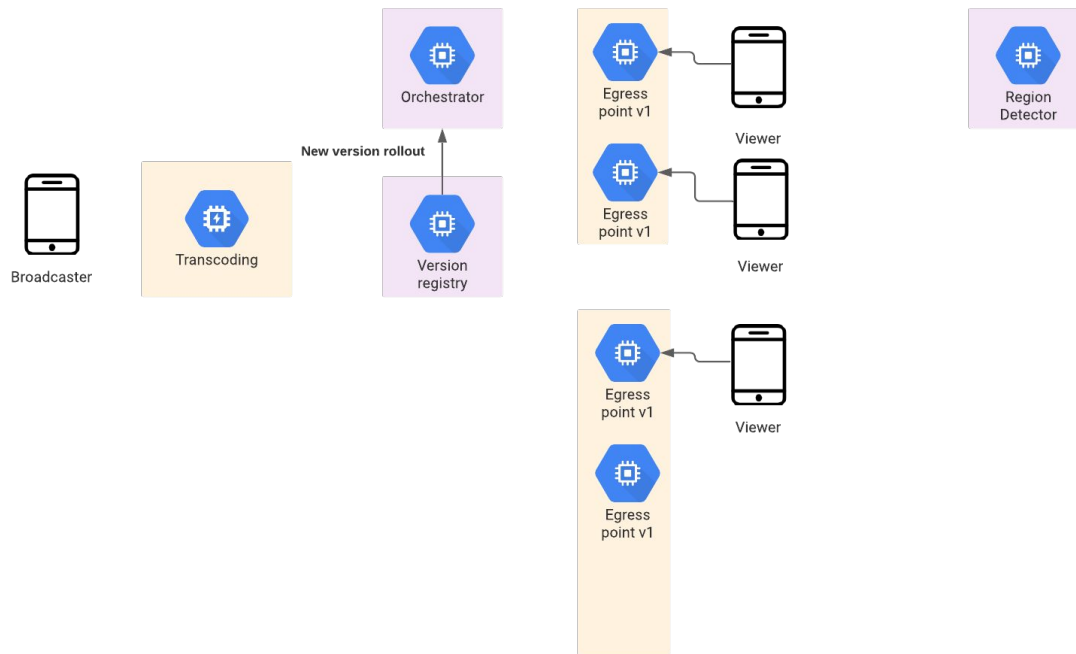 Orchestrator
New version rollout
Broadcaster
Transcoding
Version
registry
Egress
point v1
Viewer
Egress
point v1
Viewer
Egress
point v1
Viewer
Egress
point v1
Region
Detector